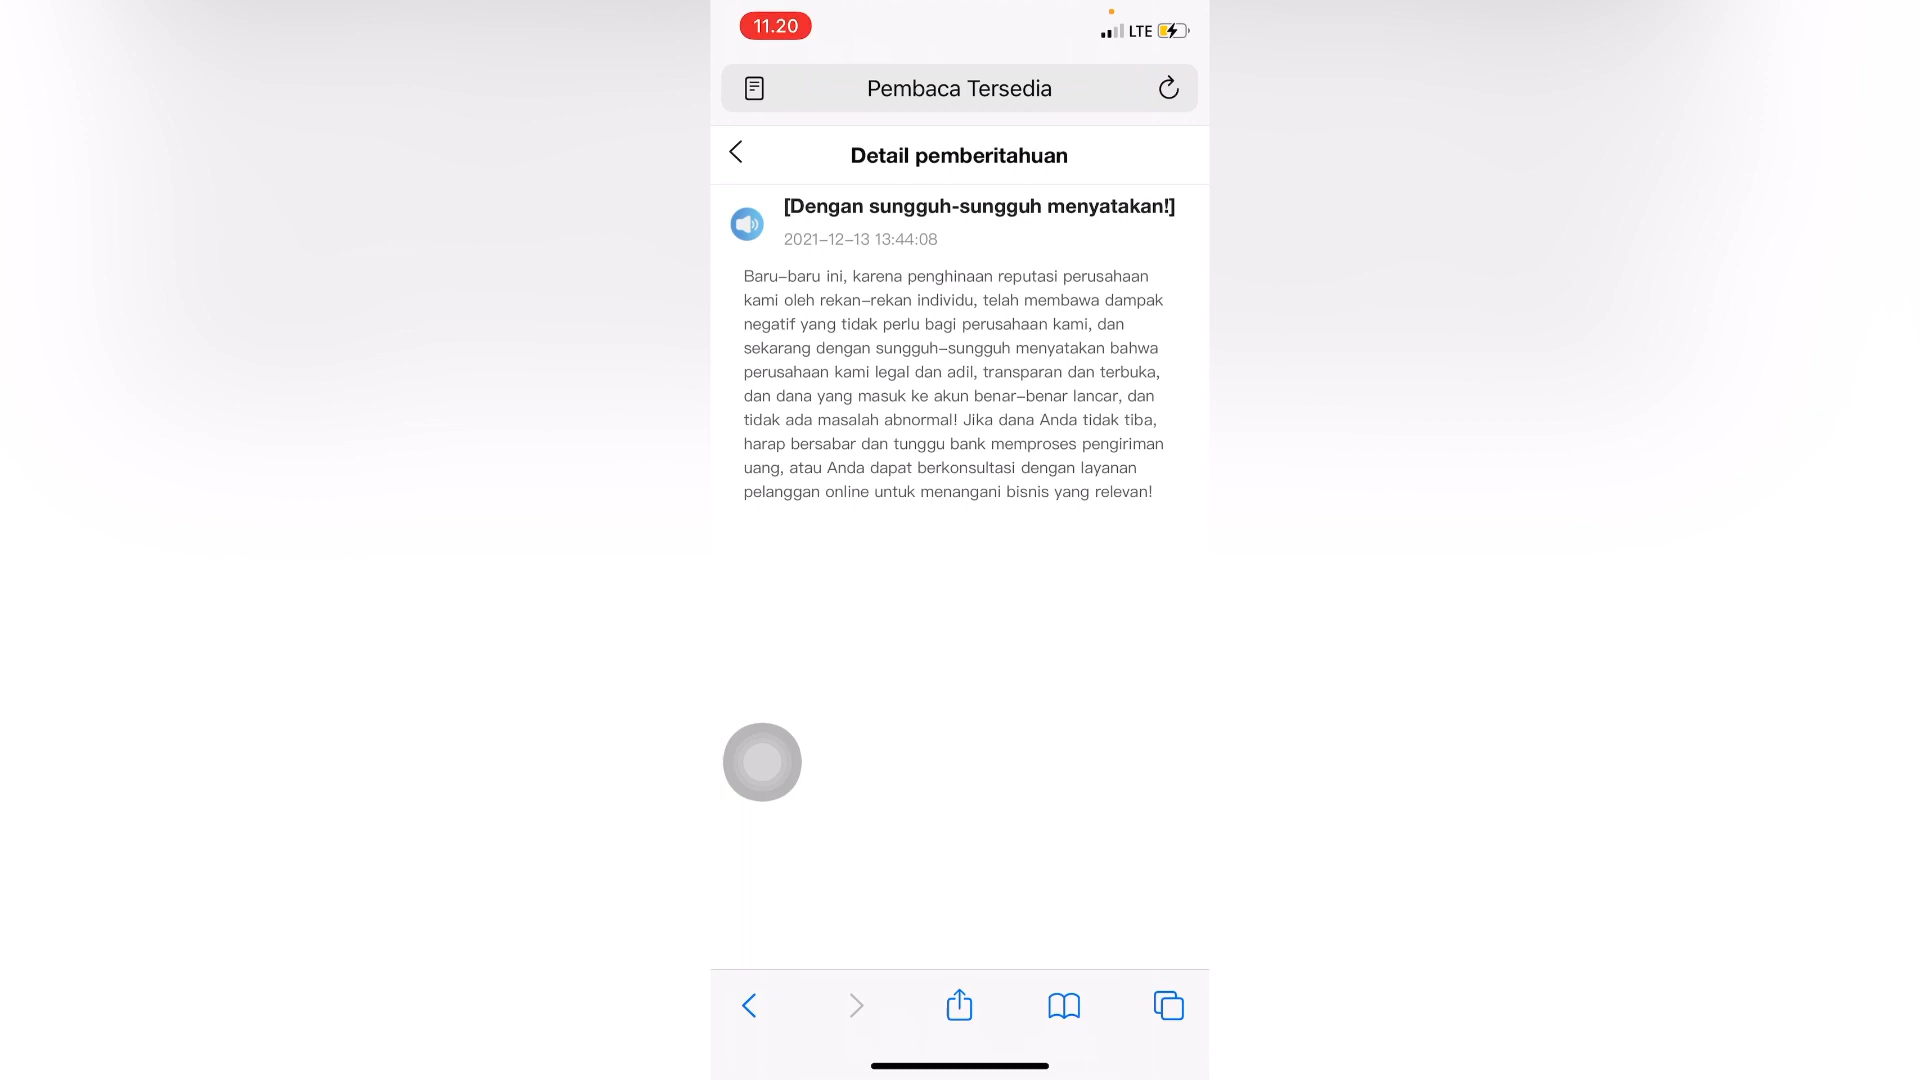 11.20
LTE
Pembaca Tersedia
Detail pemberitahuan
[Dengan sungguh-sungguh menyatakan!]
2021-12-13 13:44:08
Baru-baru ini, karena penghinaan reputasi perusahaan
kami oleh rekan-rekan individu, telah membawa dampak
negatif yang tidak perlu bagi perusahaan kami, dan
sekarang dengan sungguh-sungguh menyatakan bahwa
perusahaan kami legal dan adil, transparan dan terbuka,
dan dana yang masuk ke akun benar-benar lancar, dan
tidak ada masalah abnormal! Jika dana Anda tidak tiba,
harap bersabar dan tunggu bank memproses pengiriman
uang, atau Anda dapat berkonsultasi dengan layanan
pelanggan online untuk menangani bisnis yang relevan!